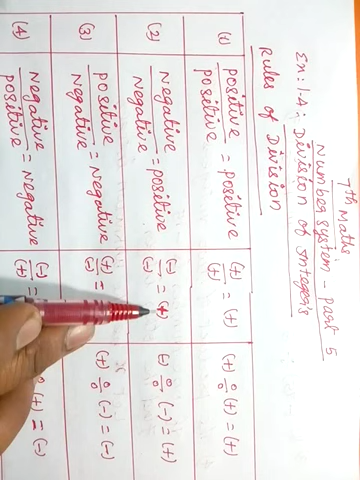 7th Maths
Number system - part 5
Ex: 1.4: Division of Integers
Rules of Division
(1) positive/positive = positive (+)/(+) = (+) (+) ÷ (+) = (+)
(2) Negative/Negative = positive (-)/(-) = (+) (-) ÷ (-) = (+)
(3) positive/Negative = Negative (+)/(-) = (+) ÷ (-) = (-)
(4) Negative/positive = Negative (-)/(+) = ÷ (+) = (-)